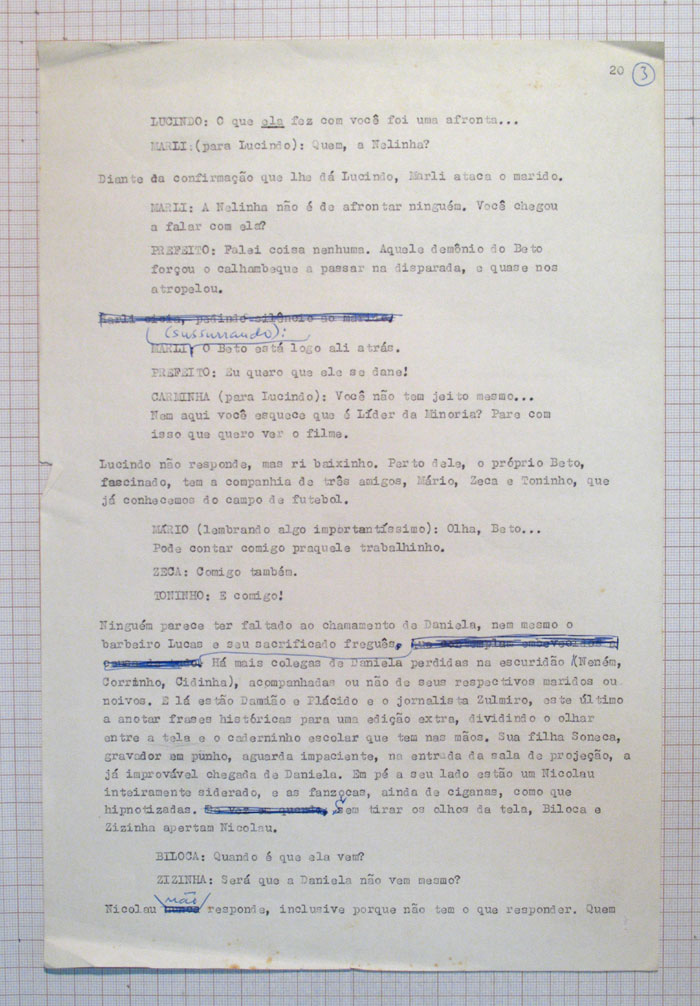 20 3
LUCINDO: O que ela fez com você foi uma afronta...
MARLI:(para Lucindo): Quem, a Nelinha?
Diante da confirmação que lhe dá Lucindo, Marli ataca o marido.
MARLI: A Nelinha não é de afrontar ninguém. Você chegou
a falar com ela?
PREFEITO: Falei coisa nenhuma. Aquele demônio do Beto
forçou o calhambeque a passar na disparada, e quase nos
atropelou.
Marli cicia, pedindo silêncio ao marido.
(sussurrando):
MARLI: O Beto está logo ali atrás.
PREFEITO: Eu quero que ele se dane!
CARMINHA (para Lucindo): Você não tem jeito mesmo...
Nem aqui você esquece que é Líder da Minoria? Pare com
isso que quero ver o filme.
Lucindo não responde, mas ri baixinho. Perto dele, o próprio Beto,
fascinado, tem a companhia de três amigos, Mário, Zeca e Toninho, que
já conhecemos do campo de futebol.
MÁRIO (lembrando algo importantíssimo): Olha, Beto...
Pode contar comigo praquele trabalhinho.
ZECA: Comigo também.
TONINHO: E comigo!
Ninguém parece ter faltado ao chamamento de Daniela, nem mesmo o
barbeiro Lucas e seu sacrificado freguês.
Há mais colegas de Daniela perdidas na escuridão (Neném,
Corrinho, Cidinha), acompanhadas ou não de seus respectivos maridos ou
noivos. E lá estão Damião e Plácido e o jornalista Zulmiro, este último
a anotar frases históricas para uma edição extra, dividindo o olhar
entre a tela e o caderninho escolar que tem nas mãos. Sua filha Soneca,
gravador em punho, aguarda impaciente, na entrada da sala de projeção, a
já improvável chegada de Daniela. Em pé a seu lado estão um Nicolau
inteiramente siderado, e as fanzocas, ainda de ciganas, como que
hipnotizadas. Sem tirar os olhos da tela, Biloca e
Zizinha apertam Nicolau.
BILOCA: Quando é que ela vem?
ZIZINHA: Será que a Daniela não vem mesmo?
não
Nicolau responde, inclusive porque não tem o que responder. Quem